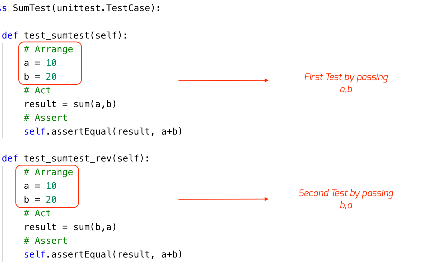 s SumTest(unittest.TestCase):
def test_sumtest(self):
# Arrange
a = 10
b = 20
# Act
result = sum(a,b)
# Assert
self.assertEqual(result, a+b)
First Test by passing
a,b
def test_sumtest_rev(self):
# Arrange
a = 10
b = 20
# Act
result = sum(b,a)
# Assert
self.assertEqual(result, a+b)
Second Test by passing
b,a